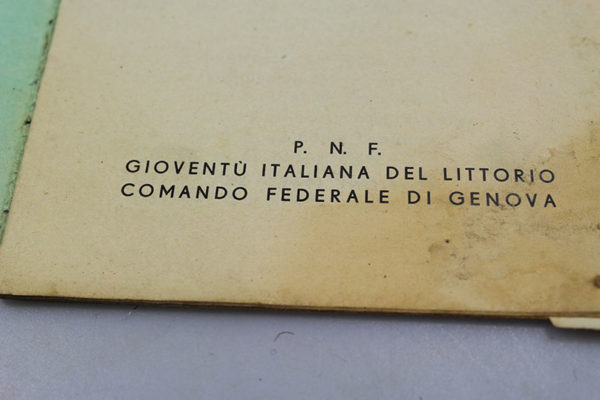 P. N. F.
GIOVENTÙ ITALIANA DEL LITTORIO
COMANDO FEDERALE DI GENOVA